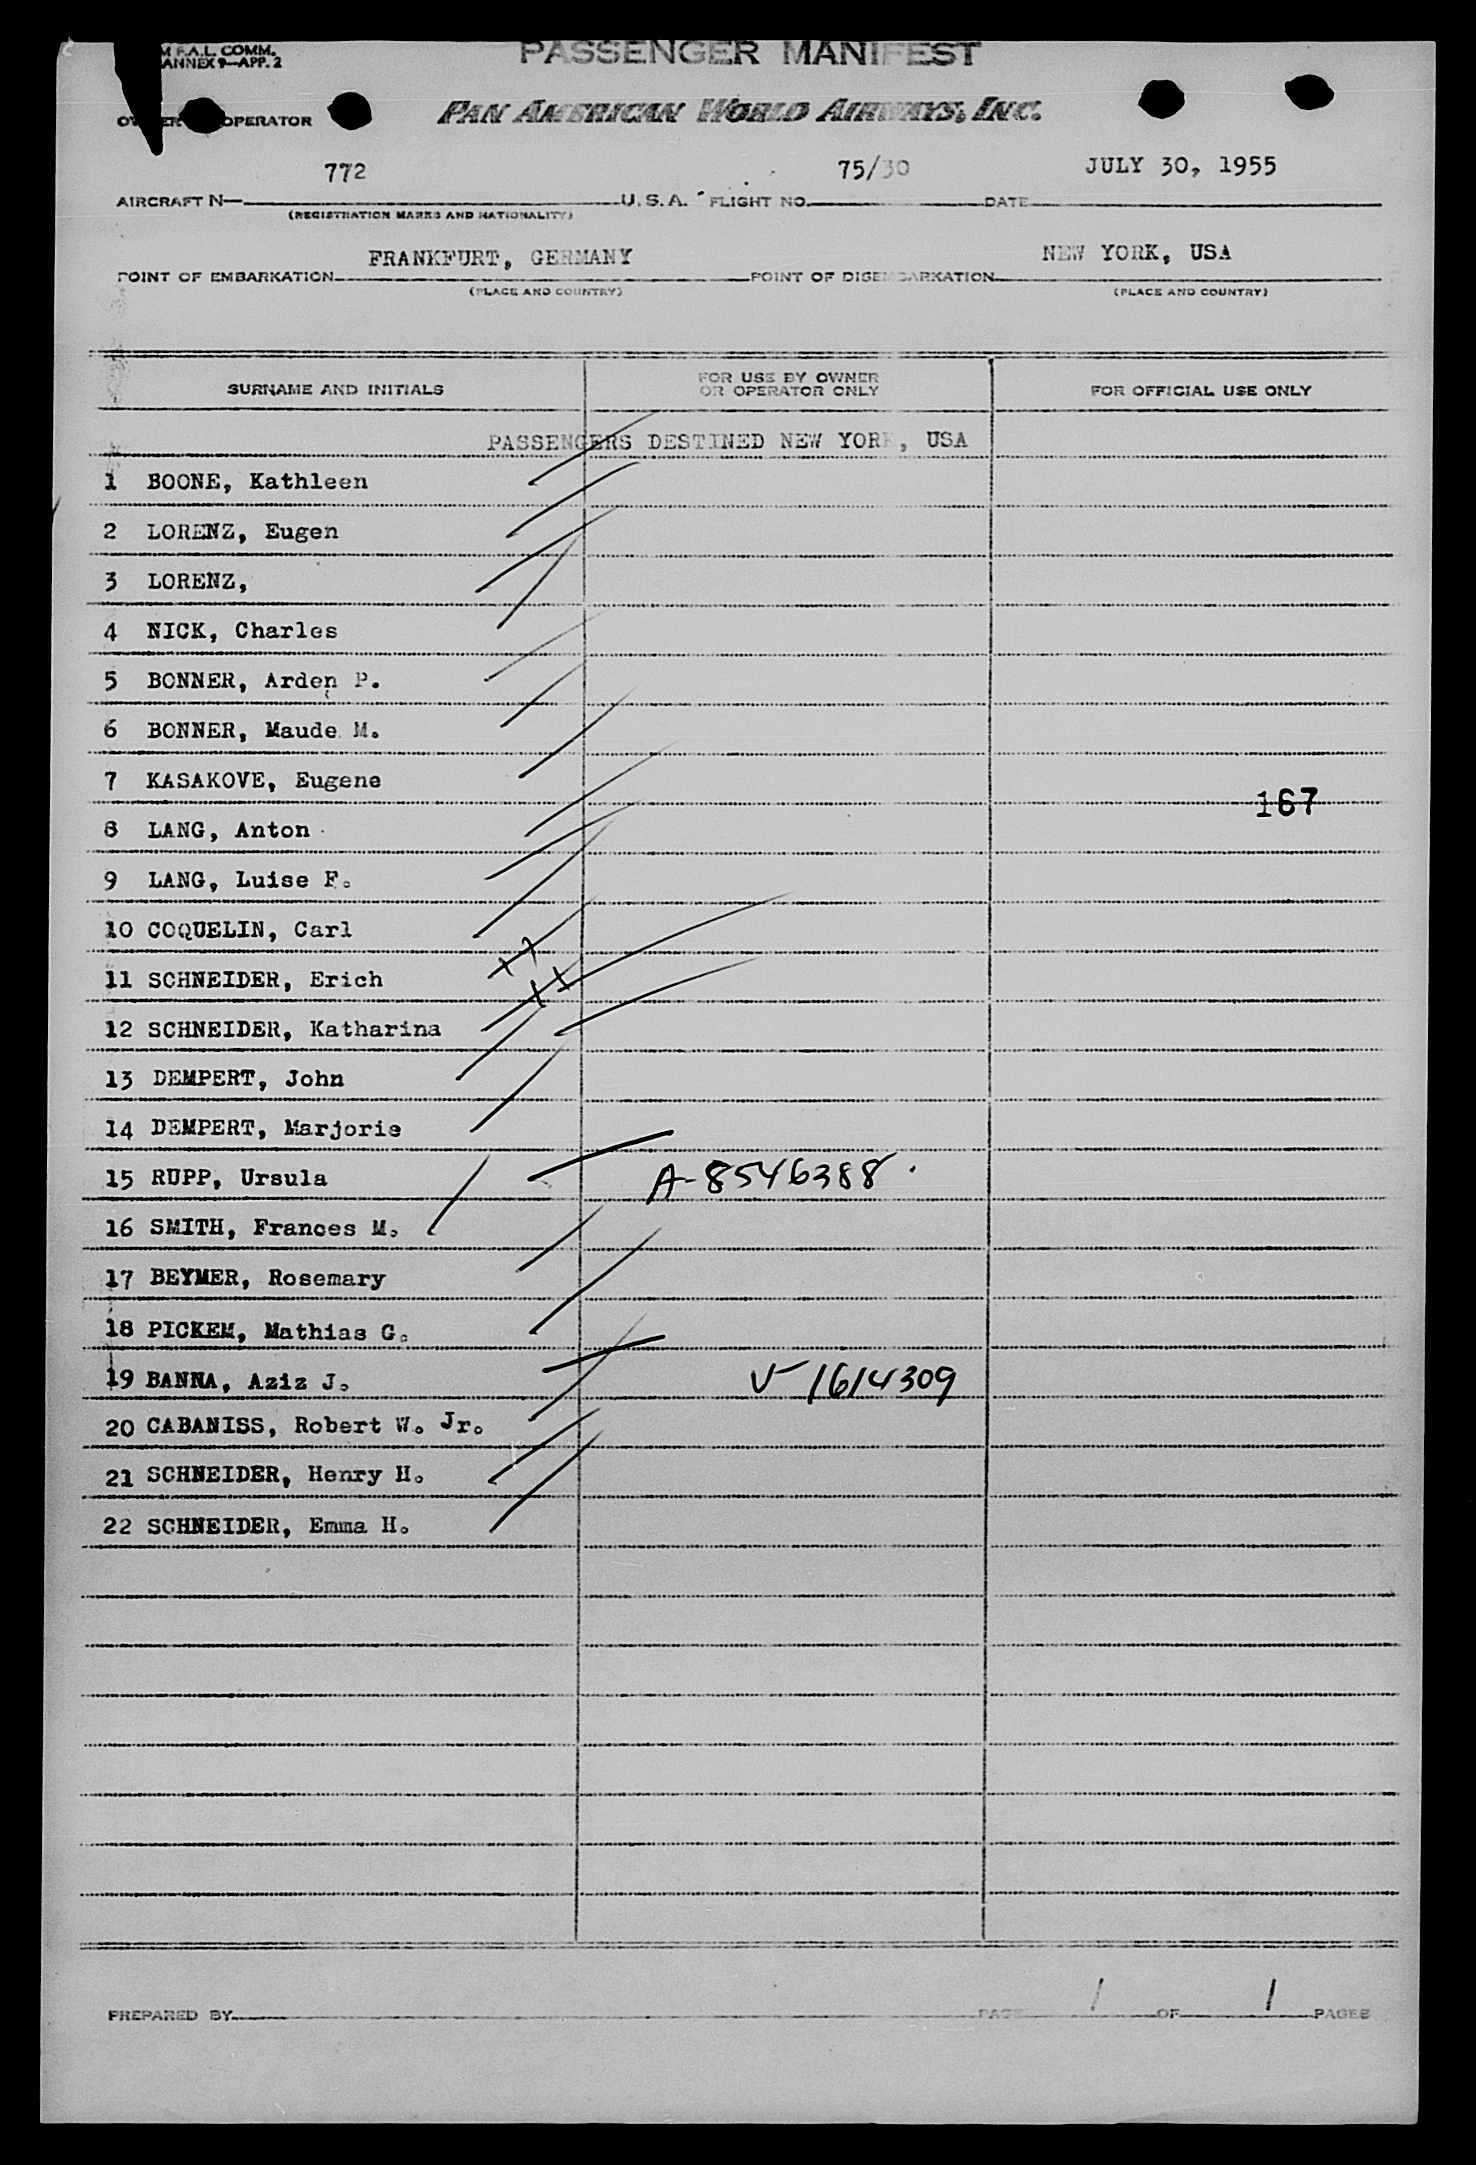 M F.A.L. COMM.
ANNEX 9—APP. 2
PASSENGER MANIFEST
OPERATOR
PAN AMERICAN WORLD AIRWAYS, INC.
772 75/30 JULY 30, 1955
AIRCRAFT N— U. S. A. FLIGHT NO. DATE
(REGISTRATION MARKS AND NATIONALITY)
FRANKFURT, GERMANY NEW YORK, USA
POINT OF EMBARKATION POINT OF DISEMBARKATION
(PLACE AND COUNTRY) (PLACE AND COUNTRY)
SURNAME AND INITIALS FOR USE BY OWNER OR OPERATOR ONLY FOR OFFICIAL USE ONLY
PASSENGERS DESTINED NEW YORK, USA
1 BOONE, Kathleen
2 LORENZ, Eugen
3 LORENZ,
4 NICK, Charles
5 BONNER, Arden P.
6 BONNER, Maude M.
7 KASAKOVE, Eugene
167
8 LANG, Anton
9 LANG, Luise F.
10 COQUELIN, Carl
11 SCHNEIDER, Erich
12 SCHNEIDER, Katharina
13 DEMPERT, John
14 DEMPERT, Marjorie
15 RUPP, Ursula A-8546388.
16 SMITH, Frances M.
17 BEYMER, Rosemary
18 PICKEM, Mathias G.
19 BANNA, Aziz J. V-1614309
20 CABANISS, Robert W. Jr.
21 SCHNEIDER, Henry H.
22 SCHNEIDER, Emma H.
PREPARED BY PAGE 1 OF 1 PAGES